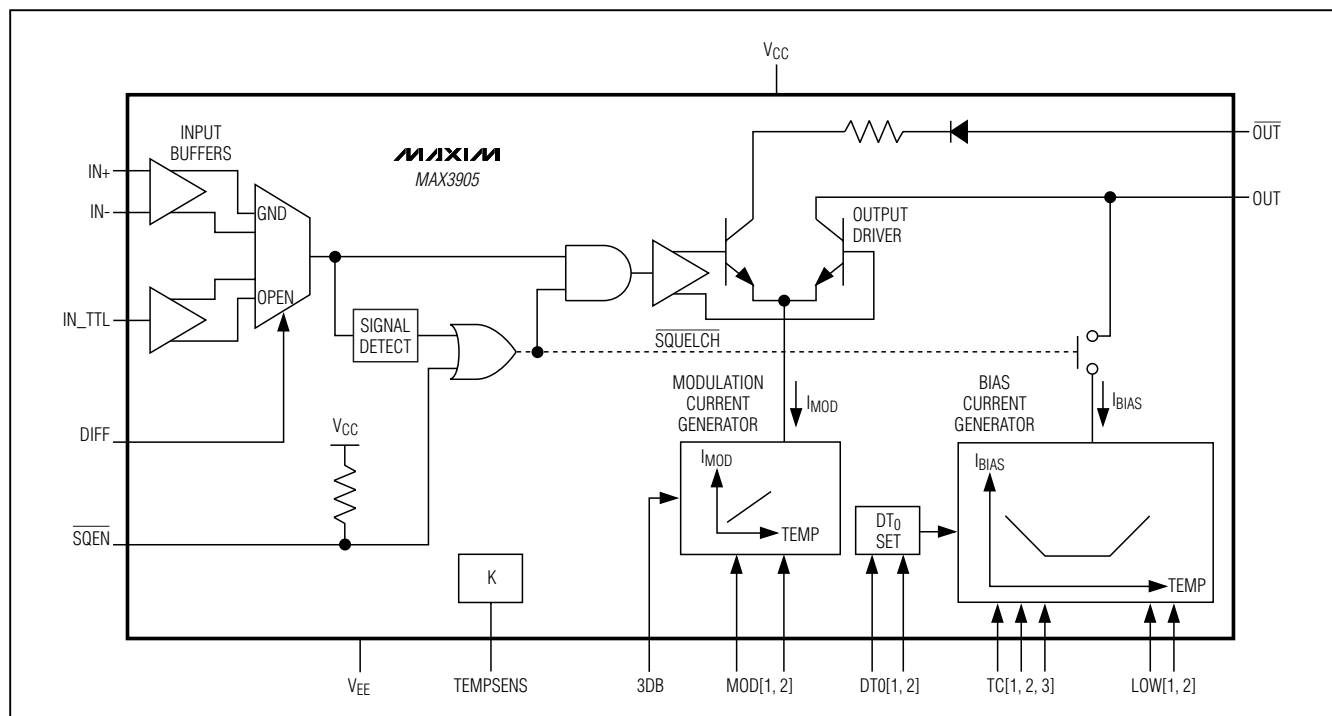 VCC
INPUT
BUFFERS
MAXIM
MAX3905
IN+
IN-
GND
OPEN
IN_TTL
OUT
OUT
OUTPUT
DRIVER
SIGNAL
DETECT
SQUELCH
DIFF
VCC
SQEN
MODULATION
CURRENT
GENERATOR
IMOD
BIAS
CURRENT
GENERATOR
IBIAS
IMOD
TEMP
DT0
SET
IBIAS
TEMP
K
VEE
TEMPSENS
3DB
MOD[1, 2]
DT0[1, 2]
TC[1, 2, 3]
LOW[1, 2]